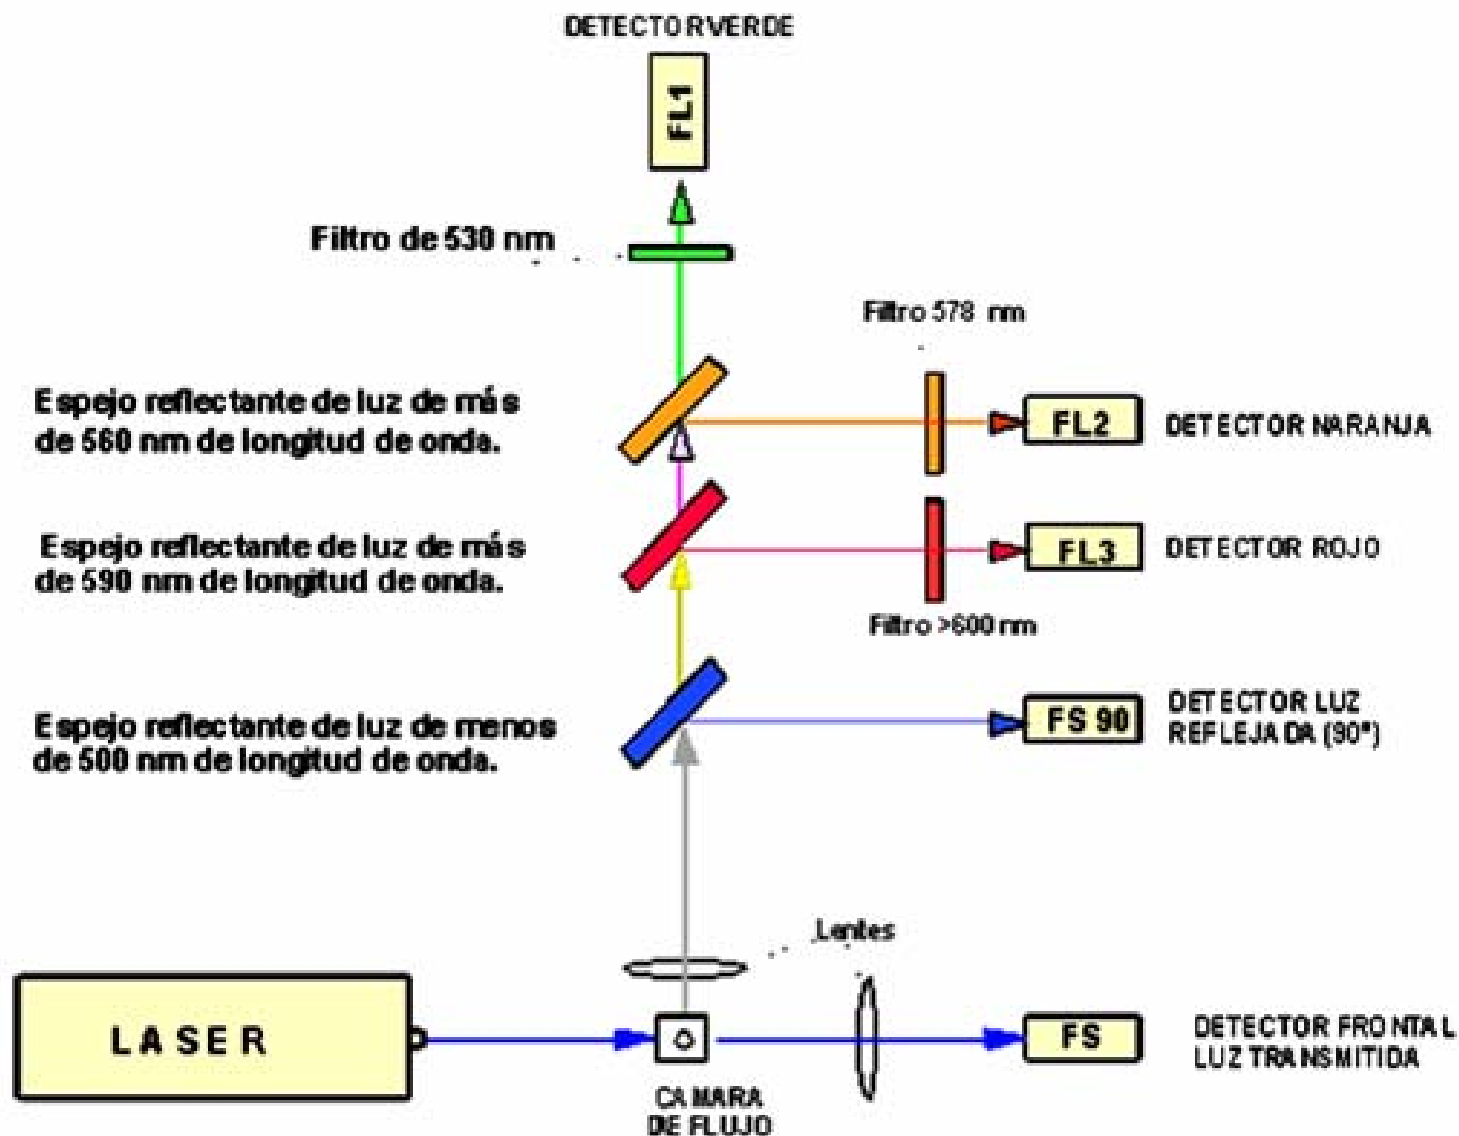 DETECTOR VERDE
FL1
Filtro de 530 nm
Filtro 578 nm
Espejo reflectante de luz de más
de 560 nm de longitud de onda.
FL2
DETECTOR NARANJA
Espejo reflectante de luz de más
de 590 nm de longitud de onda.
FL3
DETECTOR ROJO
Filtro >600 nm
Espejo reflectante de luz de menos
de 500 nm de longitud de onda.
FS 90
DETECTOR LUZ
REFLEJADA (90°)
Lentes
LASER
FS
DETECTOR FRONTAL
LUZ TRANSMITIDA
CAMARA
DE FLUJO